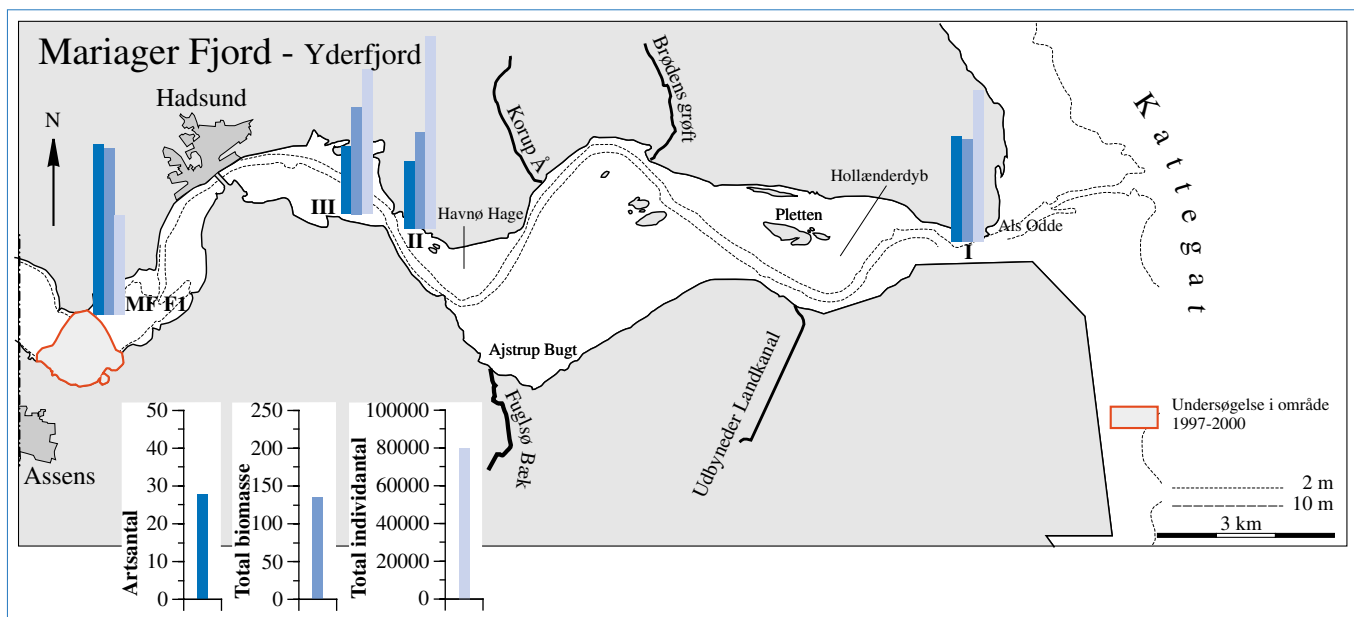 Mariager Fjord - Yderfjord
Hadsund
N
Korup Å
Brødens grøft
Kattegat
III
II
Havnø Hage
Hollænderdyb
Pletten
Als Odde
I
MF F1
Ajstrup Bugt
Fuglsø Bæk
Udbyneder Landkanal
Assens
Undersøgelse i område
1997-2000
2 m
10 m
3 km
Artsantal
50
40
30
20
10
0
Total biomasse
250
200
150
100
50
0
Total individantal
100000
80000
60000
40000
20000
0